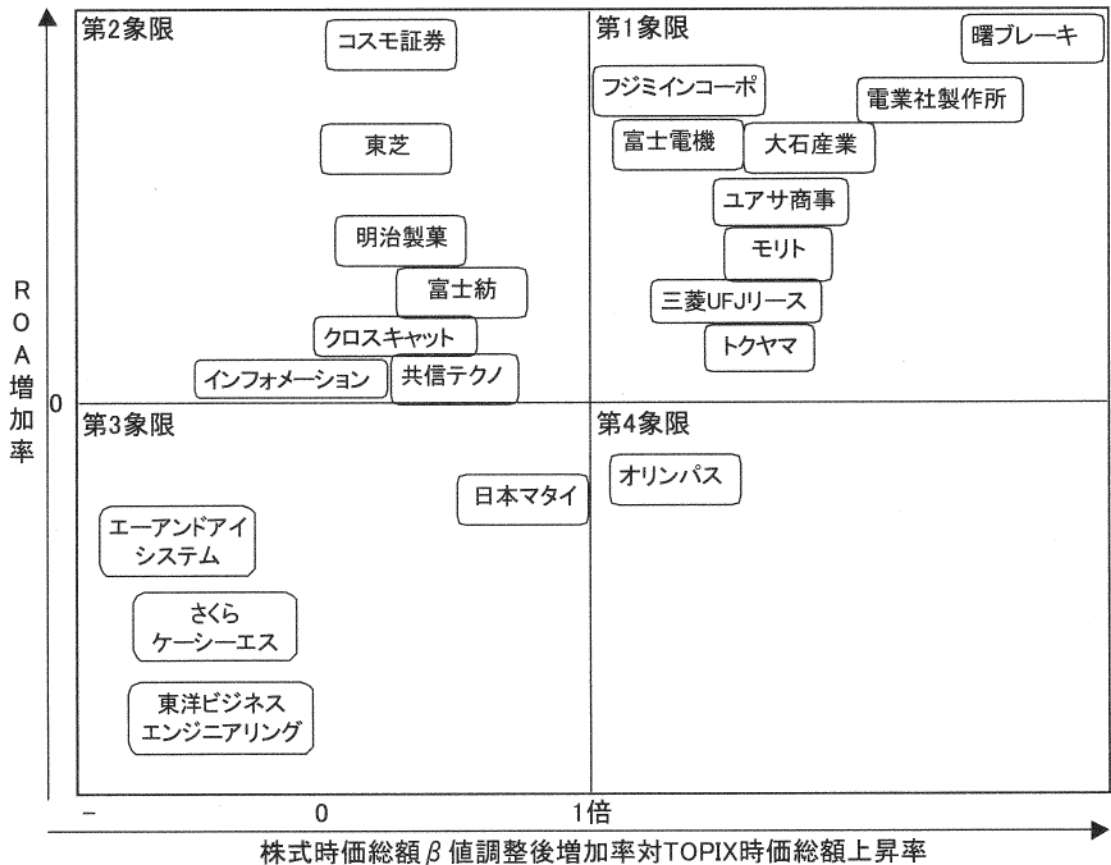 第2象限
コスモ証券
東芝
明治製菓
富士紡
クロスキャット
インフォメーション
共信テクノ
第1象限
曙ブレーキ
フジミインコーポ
電業社製作所
富士電機
大石産業
ユアサ商事
モリト
三菱UFJリース
トクヤマ
ROA増加率
0
第3象限
日本マタイ
エーアンドアイ
システム
さくら
ケーシーエス
東洋ビジネス
エンジニアリング
第4象限
オリンパス
− 0 1倍
株式時価総額β値調整後増加率対TOPIX時価総額上昇率